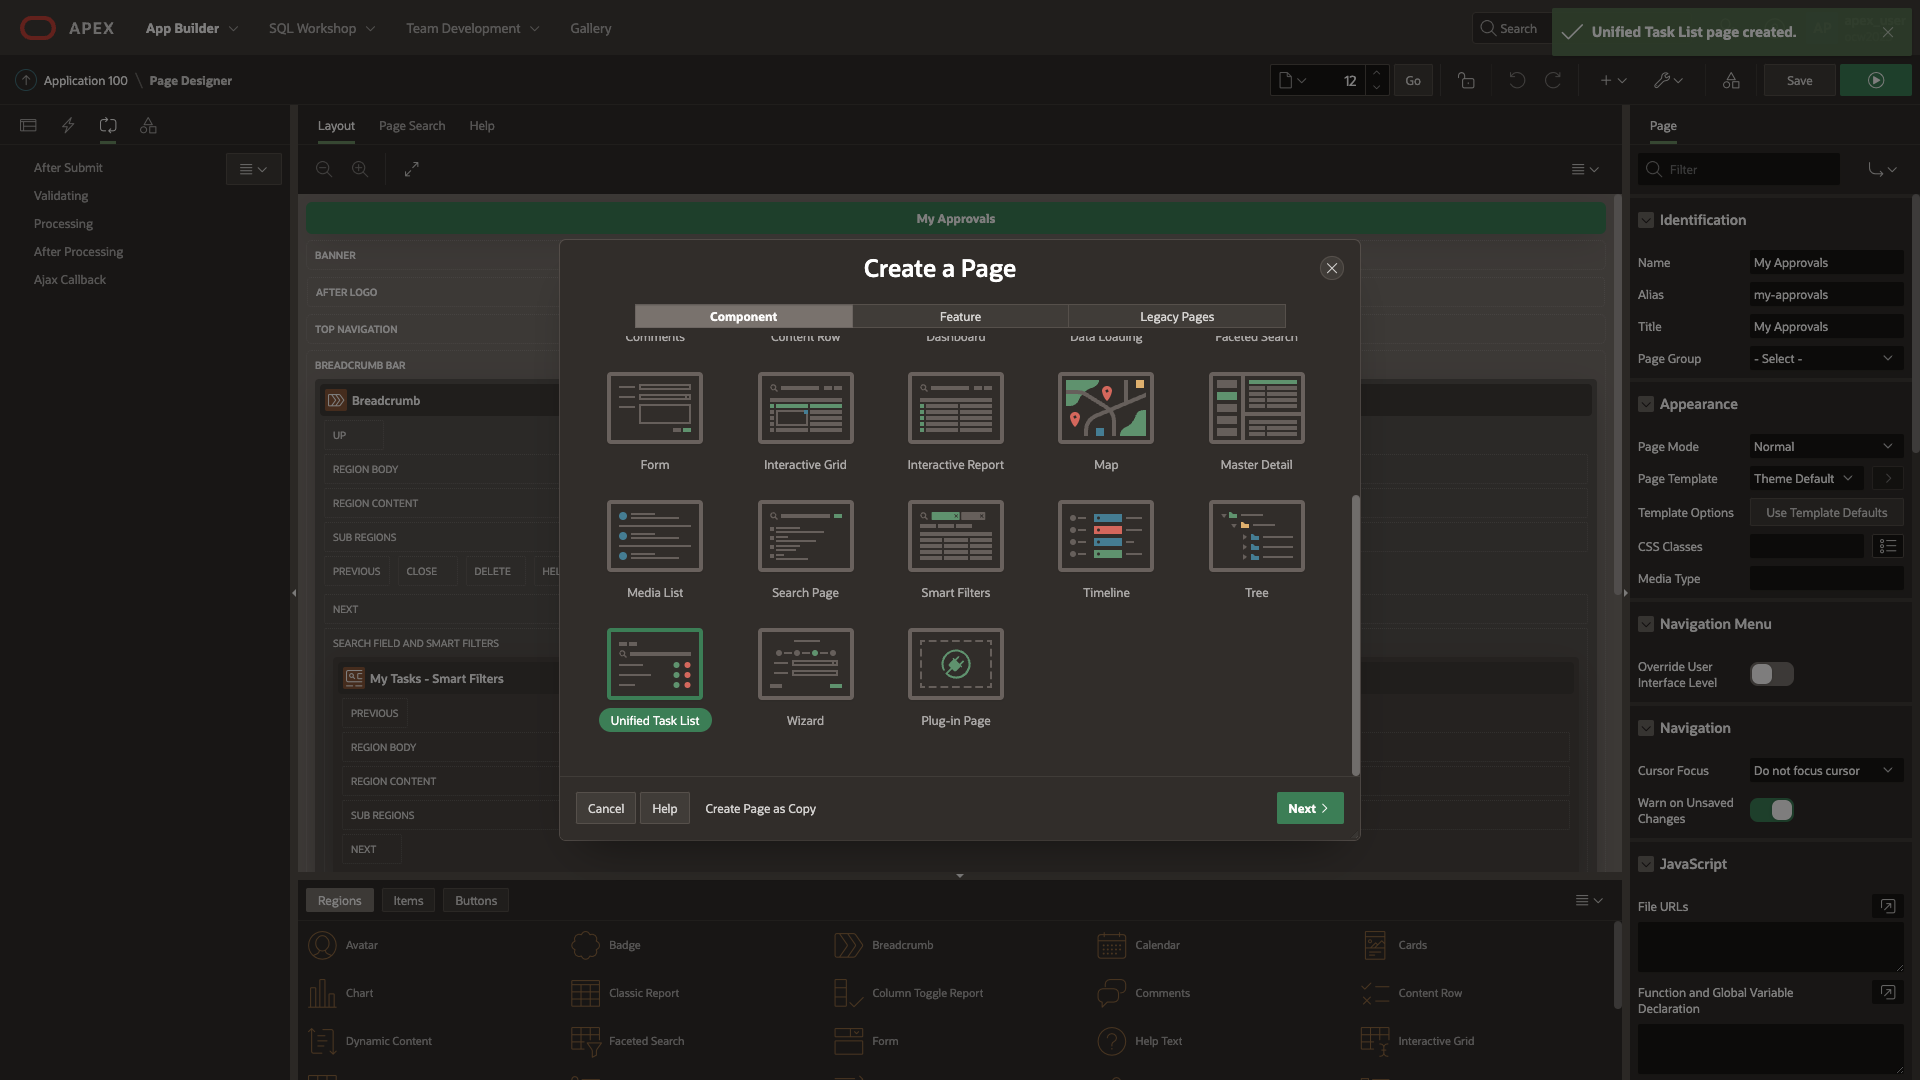 APEX
App Builder
SQL Workshop
Team Development
Gallery
Search
Unified Task List page created.
Application 100 \ Page Designer
12
Go
Save
After Submit
Validating
Processing
After Processing
Ajax Callback
Layout
Page Search
Help
My Approvals
BANNER
AFTER LOGO
TOP NAVIGATION
BREADCRUMB BAR
Breadcrumb
UP
REGION BODY
REGION CONTENT
SUB REGIONS
PREVIOUS
CLOSE
DELETE
HEL
NEXT
SEARCH FIELD AND SMART FILTERS
My Tasks - Smart Filters
PREVIOUS
REGION BODY
REGION CONTENT
SUB REGIONS
NEXT
Create a Page
Component
Feature
Legacy Pages
Comments
Content Row
Dashboard
Data Loading
Faceted Search
Form
Interactive Grid
Interactive Report
Map
Master Detail
Media List
Search Page
Smart Filters
Timeline
Tree
Unified Task List
Wizard
Plug-in Page
Cancel
Help
Create Page as Copy
Next
Regions
Items
Buttons
Avatar
Badge
Breadcrumb
Calendar
Cards
Chart
Classic Report
Column Toggle Report
Comments
Content Row
Dynamic Content
Faceted Search
Form
Help Text
Interactive Grid
Page
Filter
Identification
Name
My Approvals
Alias
my-approvals
Title
My Approvals
Page Group
- Select -
Appearance
Page Mode
Normal
Page Template
Theme Default
Template Options
Use Template Defaults
CSS Classes
Media Type
Navigation Menu
Override User
Interface Level
Navigation
Cursor Focus
Do not focus cursor
Warn on Unsaved
Changes
JavaScript
File URLs
Function and Global Variable
Declaration